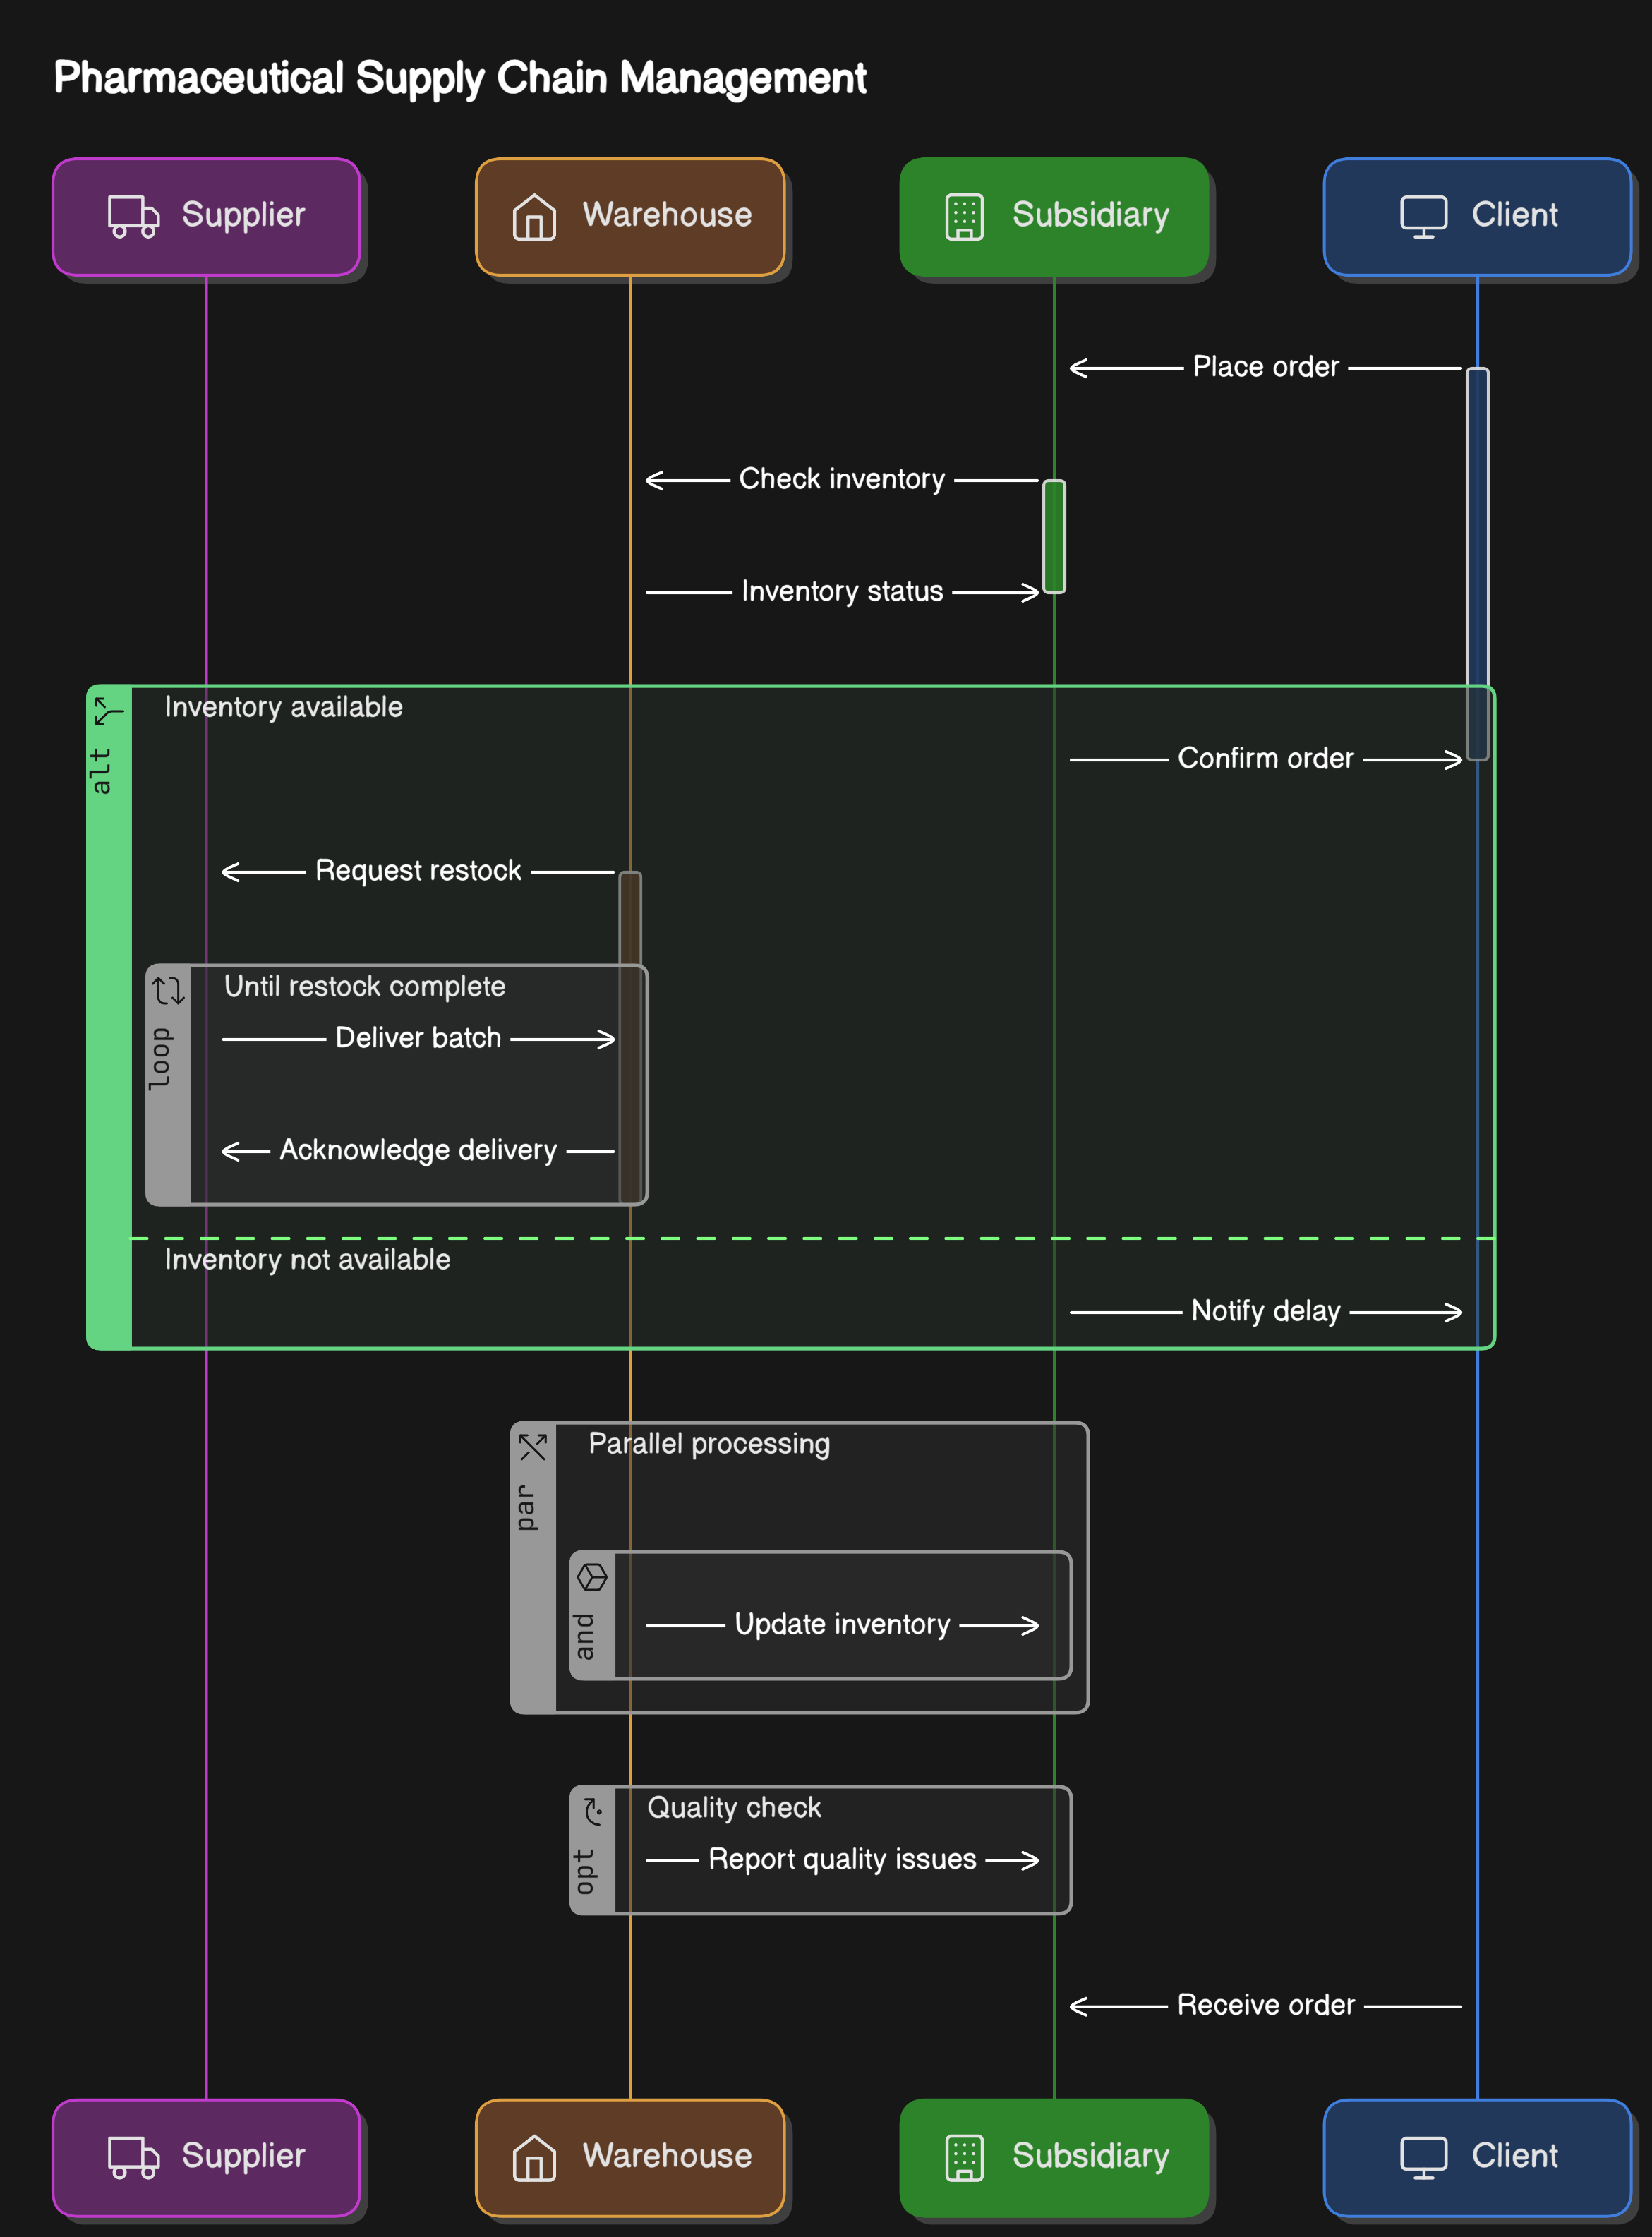 Pharmaceutical Supply Chain Management
Supplier
Warehouse
Subsidiary
Client
Place order
Check inventory
Inventory status
alt
Inventory available
Confirm order
Request restock
loop
Until restock complete
Deliver batch
Acknowledge delivery
Inventory not available
Notify delay
par
Parallel processing
and
Update inventory
opt
Quality check
Report quality issues
Receive order
Supplier
Warehouse
Subsidiary
Client